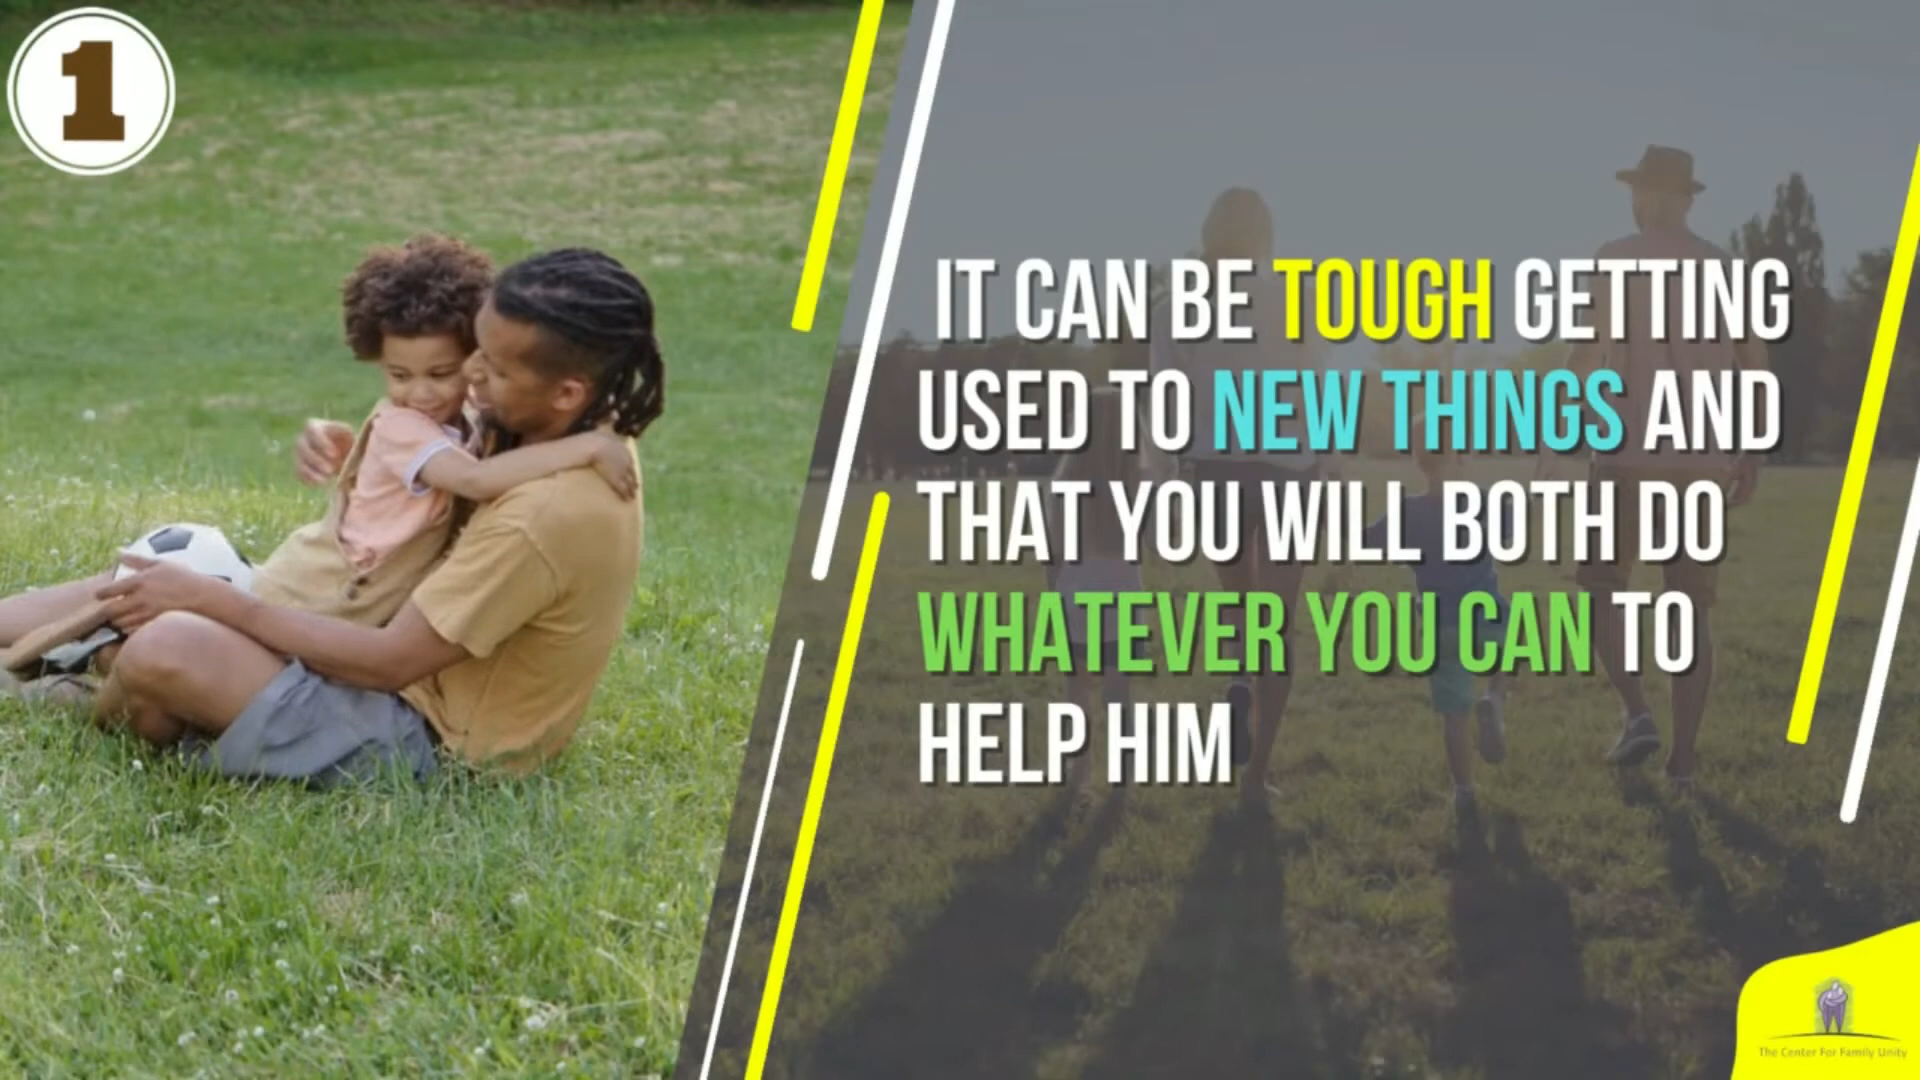 1
IT CAN BE TOUGH GETTING
USED TO NEW THINGS AND
THAT YOU WILL BOTH DO
WHATEVER YOU CAN TO
HELP HIM
The Center For Family Unity